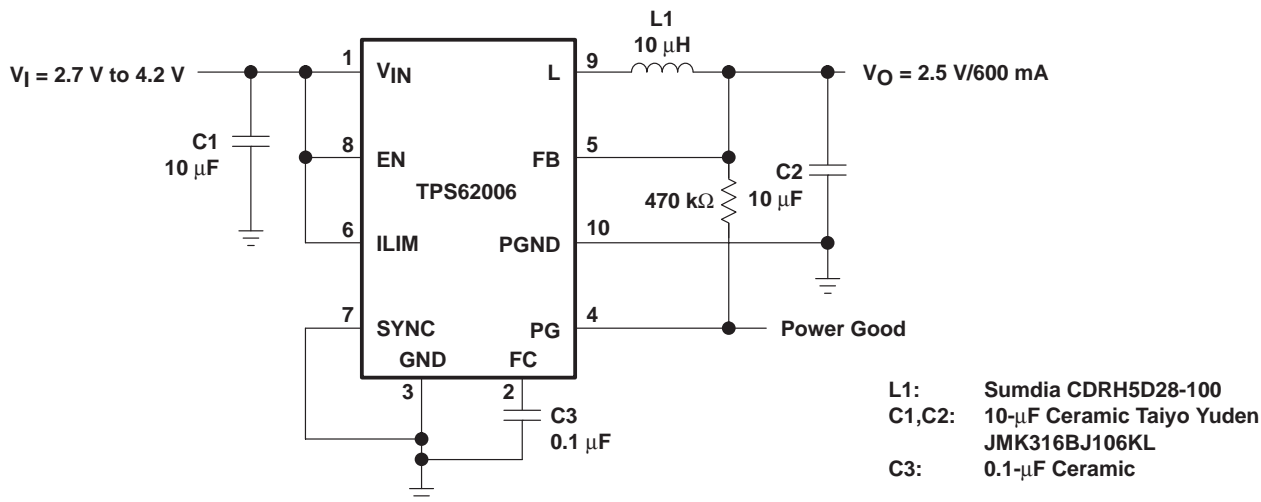 L1
10 μH
VI = 2.7 V to 4.2 V
1
VIN
L
9
VO = 2.5 V/600 mA
C1
10 μF
8
EN
FB
5
TPS62006
470 kΩ
C2
10 μF
6
ILIM
PGND
10
7
SYNC
PG
4
Power Good
GND
FC
3
2
C3
0.1 μF
L1: Sumdia CDRH5D28-100
C1,C2: 10-μF Ceramic Taiyo Yuden
JMK316BJ106KL
C3: 0.1-μF Ceramic